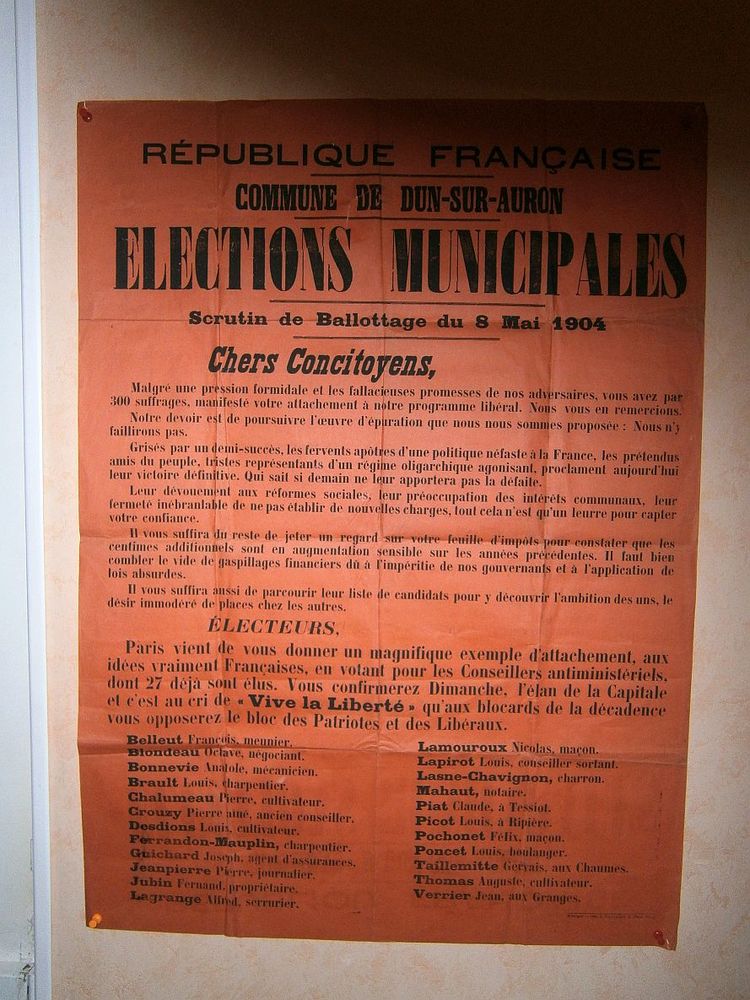 RÉPUBLIQUE FRANÇAISE
COMMUNE DE DUN-SUR-AURON
ELECTIONS MUNICIPALES
Scrutin de Ballottage du 8 Mai 1904
Chers Concitoyens,
Malgré une pression formidale et les fallacieuses promesses de nos adversaires, vous avez par
300 suffrages, manifesté votre attachement à notre programme libéral. Nous vous en remercions.
Notre devoir est de poursuivre l'œuvre d'épuration que nous nous sommes proposée : Nous n'y
faillirons pas.
Grisés par un demi-succès, les fervents apôtres d'une politique néfaste à la France, les prétendus
amis du peuple, tristes représentants d'un régime oligarchique agonisant, proclament aujourd'hui
leur victoire définitive. Qui sait si demain ne leur apportera pas la défaite.
Leur dévouement aux réformes sociales, leur préoccupation des intérêts communaux, leur
fermeté inébranlable de ne pas établir de nouvelles charges, tout cela n'est qu'un leurre pour capter
votre confiance.
Il vous suffira du reste de jeter un regard sur votre feuille d'impôts pour constater que les
centimes additionnels sont en augmentation sensible sur les années précédentes. Il faut bien
combler le vide de gaspillages financiers dû à l'impéritie de nos gouvernants et à l'application de
lois absurdes.
Il vous suffira aussi de parcourir leur liste de candidats pour y découvrir l'ambition des uns, le
désir immodéré de places chez les autres.
ÉLECTEURS,
Paris vient de vous donner un magnifique exemple d'attachement, aux
idées vraiment Françaises, en votant pour les Conseillers antiministériels,
dont 27 déjà sont élus. Vous confirmerez Dimanche, l'élan de la Capitale
et c'est au cri de « Vive la Liberté » qu'aux blocards de la décadence
vous opposerez le bloc des Patriotes et des Libéraux.
Belleut François, meunier.
Blondeau Octave, négociant.
Bonnevie Anatole, mécanicien.
Brault Louis, charpentier.
Chalumeau Pierre, cultivateur.
Crouzy Pierre aîné, ancien conseiller.
Desdions Louis, cultivateur.
Ferrandon-Mauplin, charpentier.
Guichard Joseph, agent d'assurances.
Jeanpierre Pierre, journalier.
Jubin Fernand, propriétaire.
Lagrange Alfred, serrurier.
Lamouroux Nicolas, maçon.
Lapirot Louis, conseiller sortant.
Lasne-Chavignon, charron.
Mahaut, notaire.
Piat Claude, à Tessiot.
Picot Louis, à Ripière.
Pochonet Félix, maçon.
Poncet Louis, boulanger.
Taillemitte Gervais, aux Chaumes.
Thomas Auguste, cultivateur.
Verrier Jean, aux Granges.